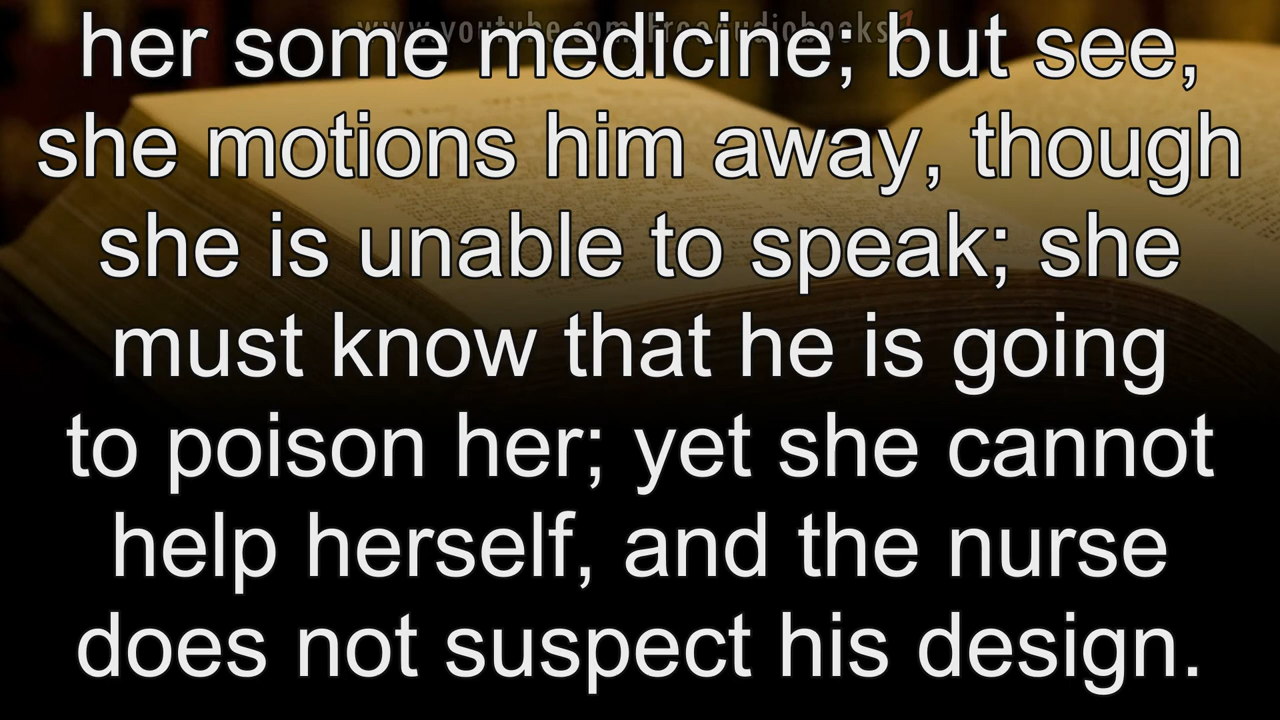 www.youtube.com/FreeAudiobooks
her some medicine; but see,
she motions him away, though
she is unable to speak; she
must know that he is going
to poison her; yet she cannot
help herself, and the nurse
does not suspect his design.